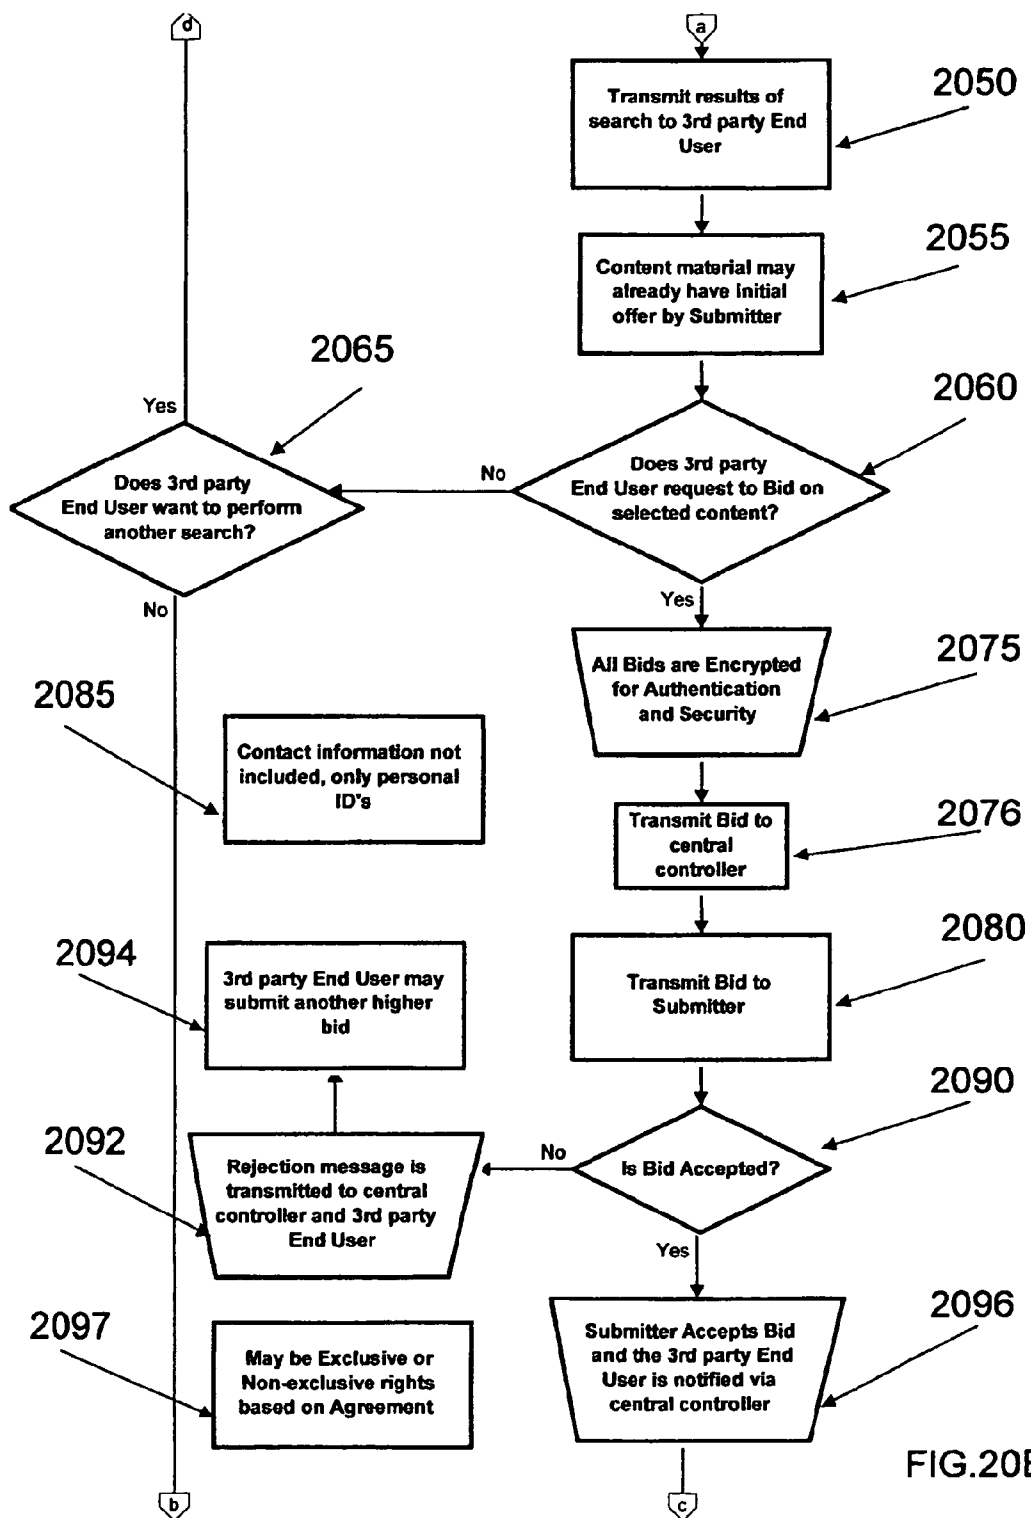 d
a
Transmit results of
search to 3rd party End
User
2050
Content material may
already have initial
offer by Submitter
2055
2065
2060
Yes
Does 3rd party
End User want to perform
another search?
No
Does 3rd party
End User request to Bid on
selected content?
No
Yes
All Bids are Encrypted
for Authentication
and Security
2075
2085
Contact information not
included, only personal
ID's
Transmit Bid to
central
controller
2076
2094
3rd party End User may
submit another higher
bid
Transmit Bid to
Submitter
2080
2090
2092
Rejection message is
transmitted to central
controller and 3rd party
End User
No
Is Bid Accepted?
Yes
2097
May be Exclusive or
Non-exclusive rights
based on Agreement
Submitter Accepts Bid
and the 3rd party End
User is notified via
central controller
2096
FIG.20B
b
c